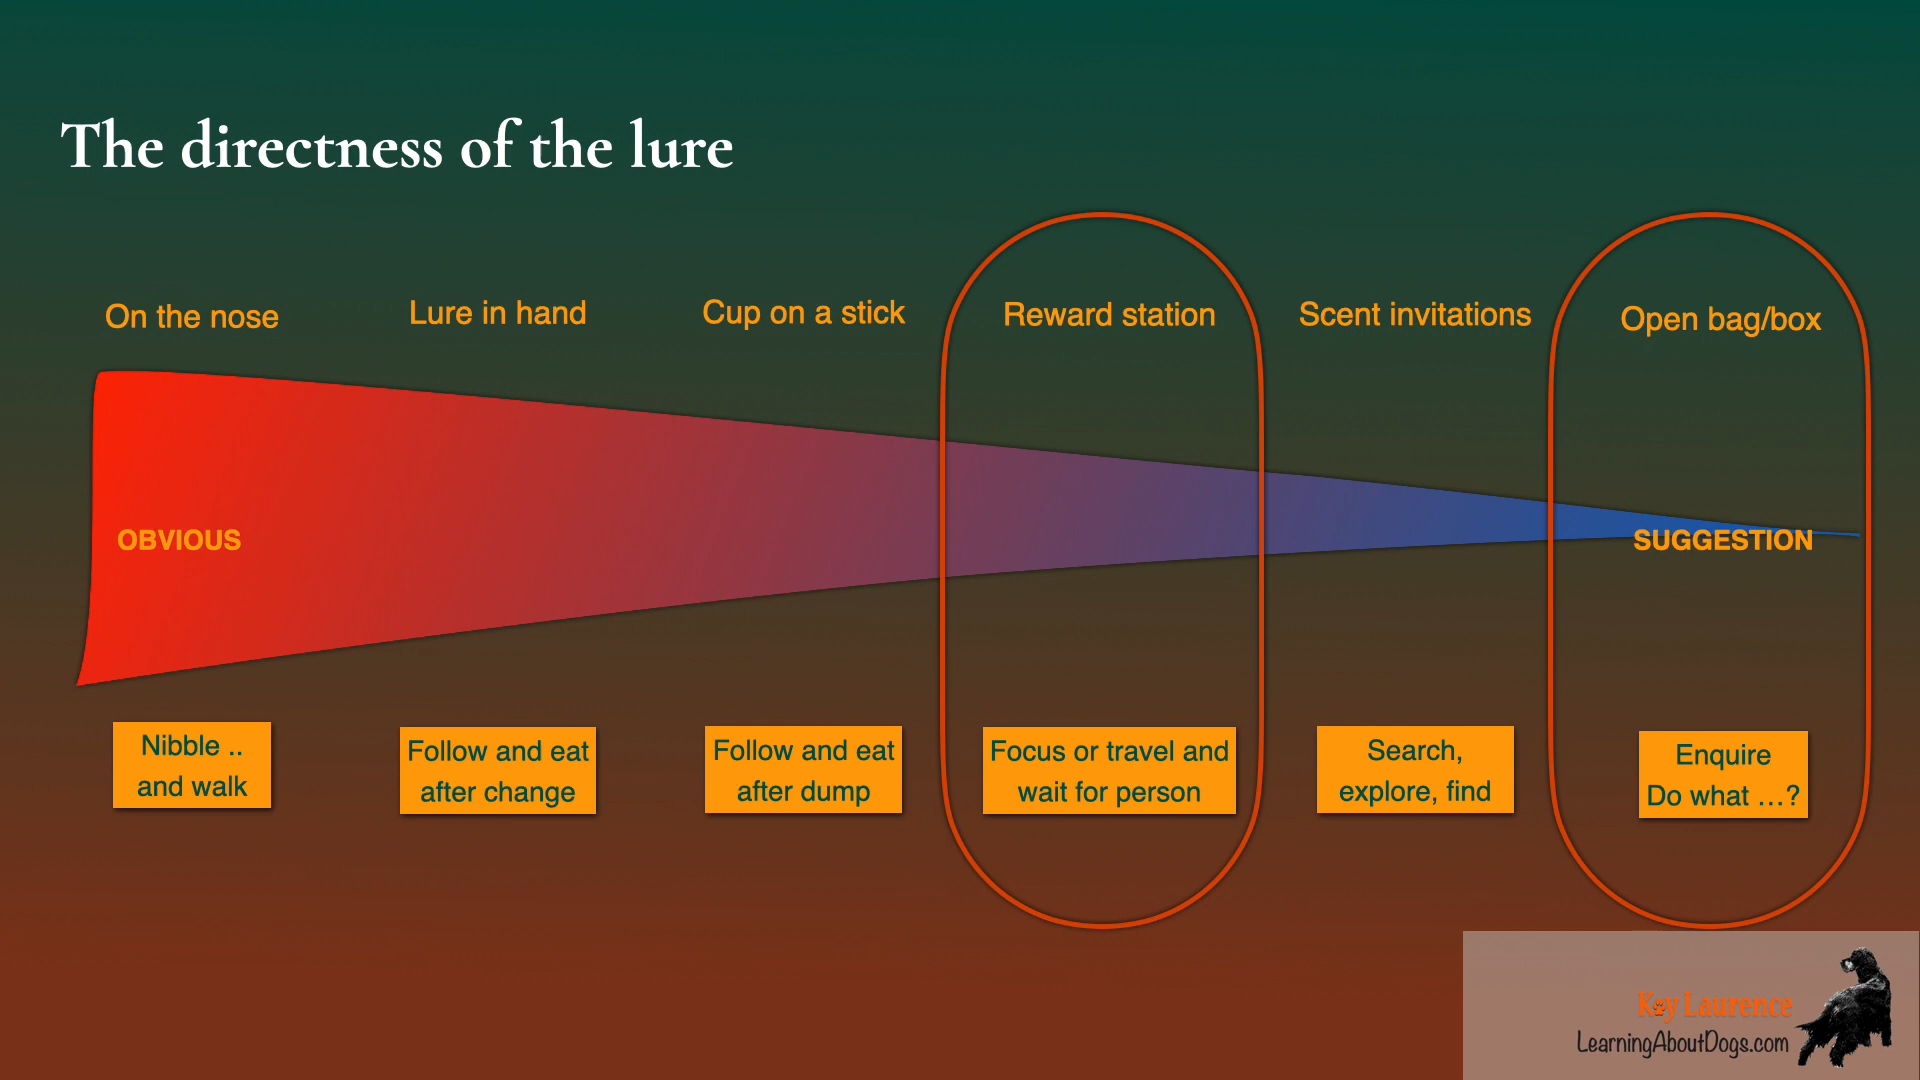 The directness of the lure
On the nose
Lure in hand
Cup on a stick
Reward station
Scent invitations
Open bag/box
OBVIOUS
SUGGESTION
Nibble ..
and walk
Follow and eat
after change
Follow and eat
after dump
Focus or travel and
wait for person
Search,
explore, find
Enquire
Do what …?
Kay Laurence
LearningAboutDogs.com